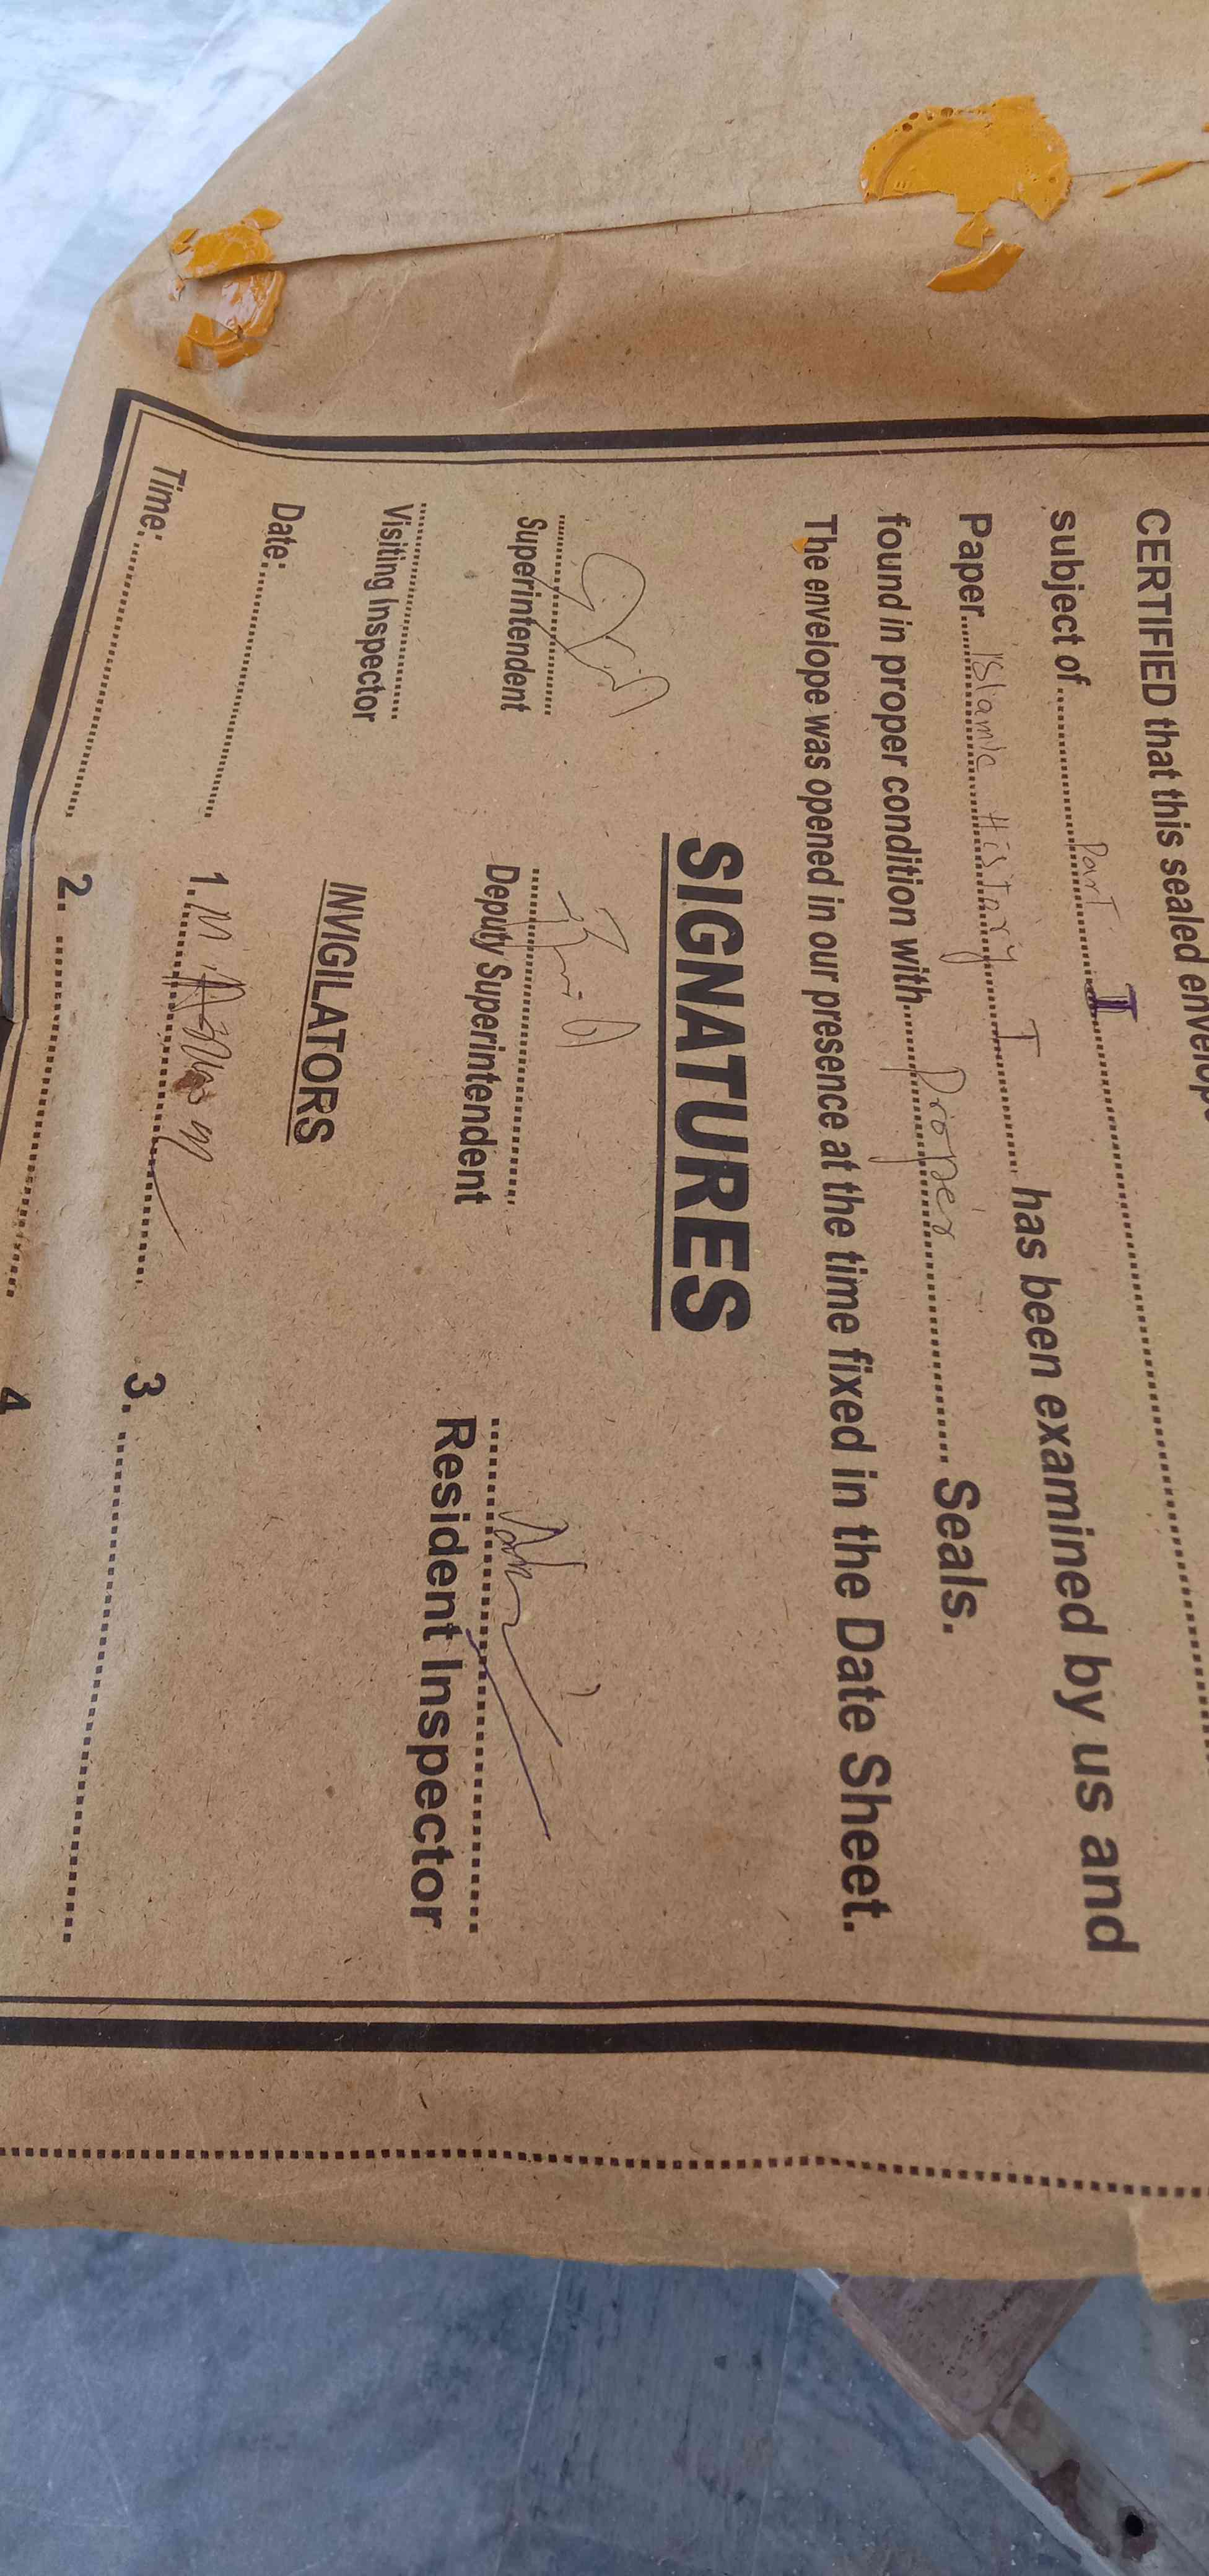 CERTIFIED that this sealed envelope
subject of Part I
Paper Islamic History I has been examined by us and
found in proper condition with Proper Seals.
The envelope was opened in our presence at the time fixed in the Date Sheet.
SIGNATURES
Superintendent Deputy Superintendent Resident Inspector
Visiting Inspector
INVIGILATORS
Date:
1. 3.
Time:
2. 4